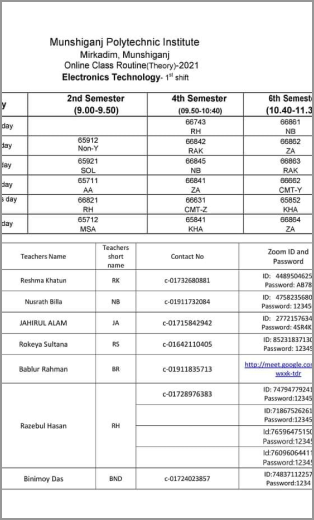 Munshiganj Polytechnic Institute
Mirkadim, Munshiganj
Online Class Routine(Theory)-2021
Electronics Technology- 1st shift
y 2nd Semester 4th Semester 6th Semest
(9.00-9.50) (09.50-10:40) (10.40-11.3
day 66743 66861
RH NB
day 65912 66842 66862
Non-Y RAK ZA
day 65921 66845 66863
SOL NB RAK
day 65711 66841 66662
AA ZA CMT-Y
s day 66821 66631 65852
RH CMT-Z KHA
day 65712 65841 66864
MSA KHA ZA
Teachers Name Teachers short name Contact No Zoom ID and Password
Reshma Khatun RK c-01732680881 ID: 4489504625
Password: AB78
Nusrath Billa NB c-01911732084 ID: 4758235680
Password: 12345
JAHIRUL ALAM JA c-01715842942 ID: 2772157634
Password: 4SR4K
Rokeya Sultana RS c-01642110405 ID: 85231837130
Password: 12345
Bablur Rahman BR c-01911835713 http://meet.google.co
wxxk-tdr
Razebul Hasan RH c-01728976383 ID: 74794779241
Password:12345
ID:71867526261
Password:12345
Id:76596475150
Password:12345
Id:76096064411
Password:12345
Binimoy Das BND c-01724023857 ID:74837112257
Password:1234